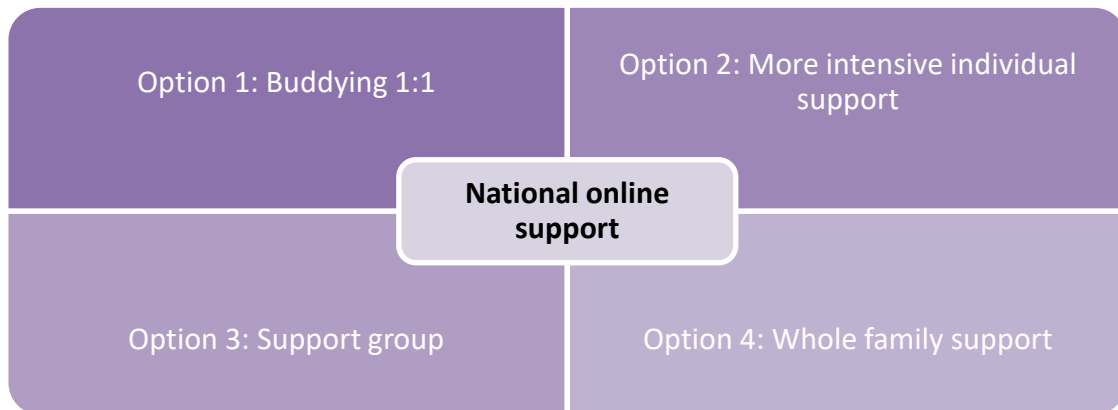 Option 1: Buddying 1:1
Option 2: More intensive individual
support
National online
support
Option 3: Support group
Option 4: Whole family support